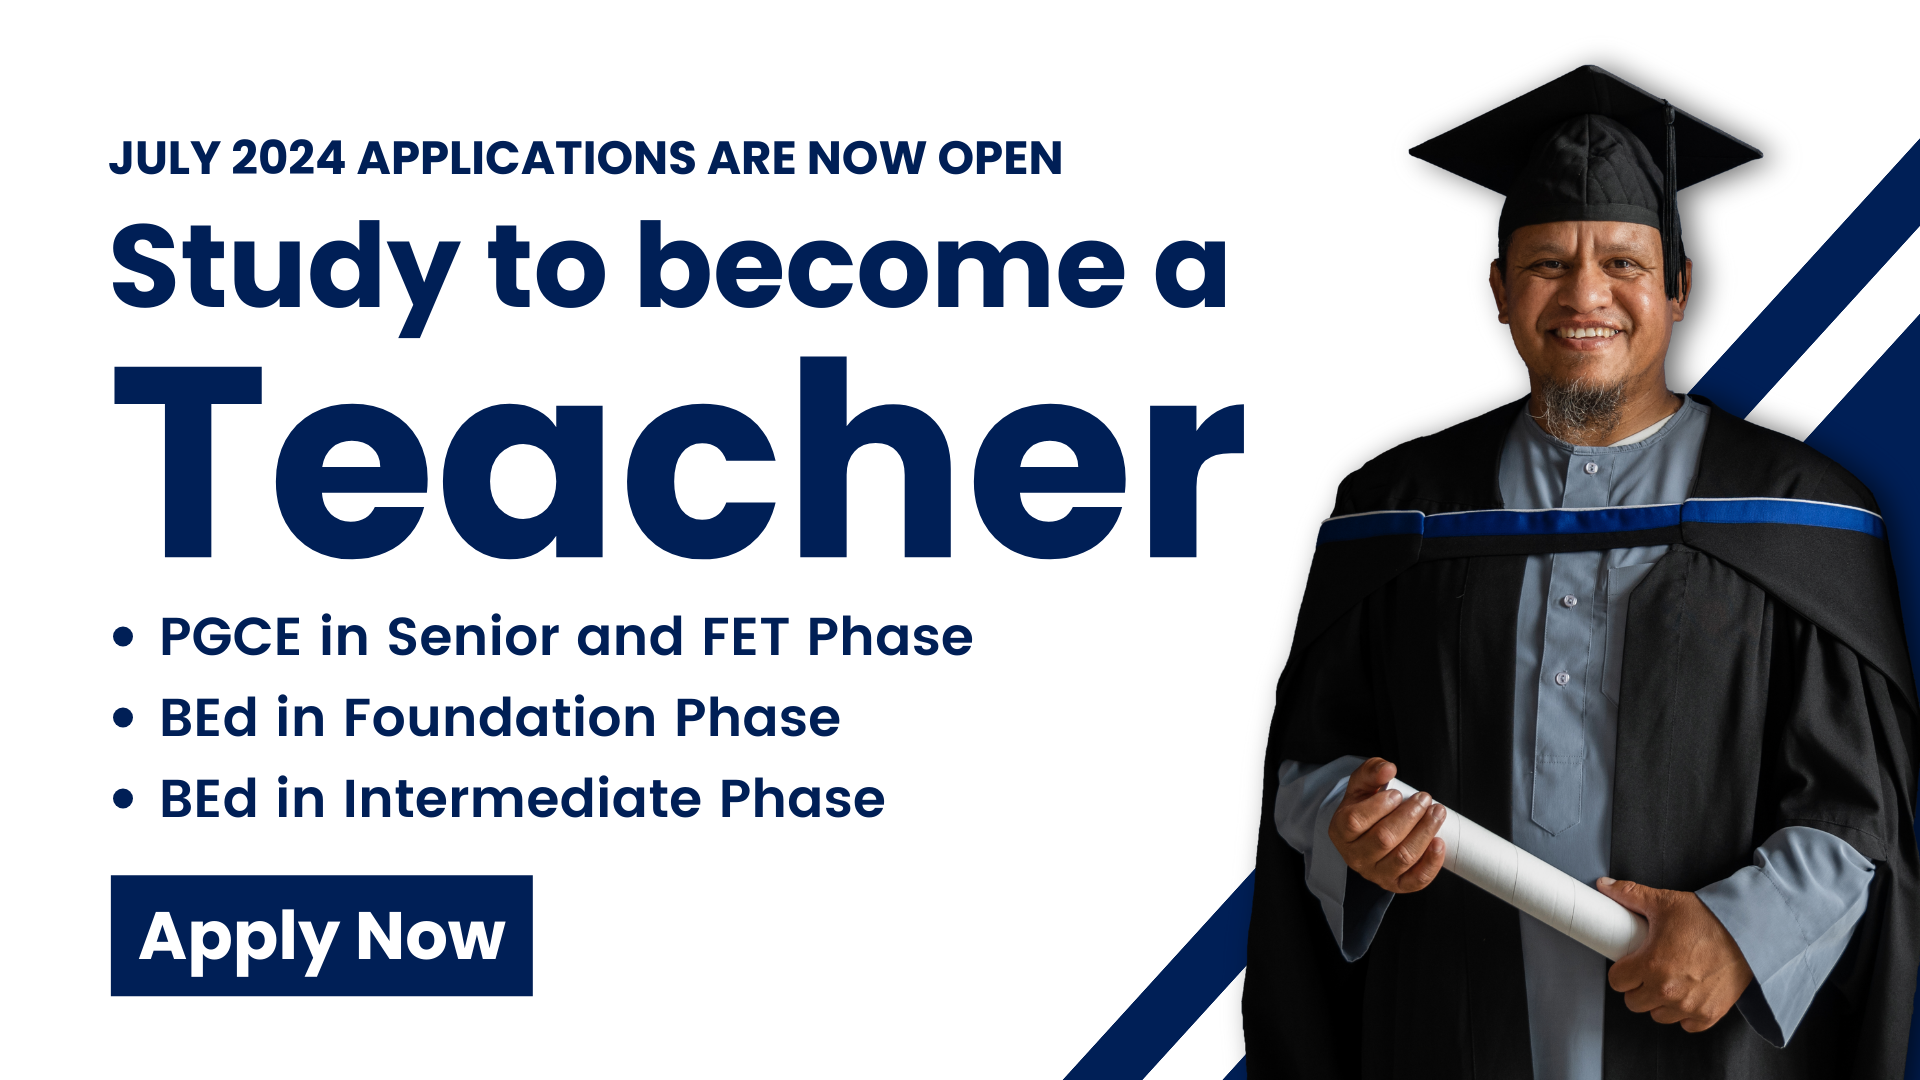 JULY 2024 APPLICATIONS ARE NOW OPEN
Study to become a
Teacher
• PGCE in Senior and FET Phase
• BEd in Foundation Phase
• BEd in Intermediate Phase
Apply Now